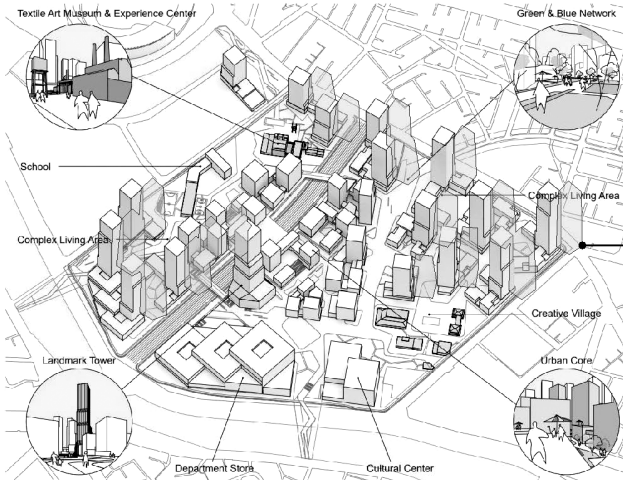 Textile Art Museum & Experience Center
Green & Blue Network
School
Complex Living Area
Complex Living Area
Creative Village
Landmark Tower
Urban Core
Department Store
Cultural Center